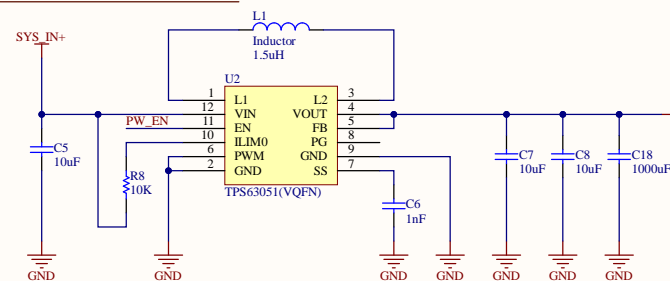 L1
Inductor
1.5uH
SYS_IN+
U2
1 L1 L2 3
12 VIN VOUT 4
PW_EN 11 EN FB 5
10 ILIM0 PG 8
6 PWM GND 9
2 GND SS 7
TPS63051(VQFN)
C5
10uF
R8
10K
C6
1nF
C7
10uF
C8
10uF
C18
1000uF
GND GND GND GND GND GND GND